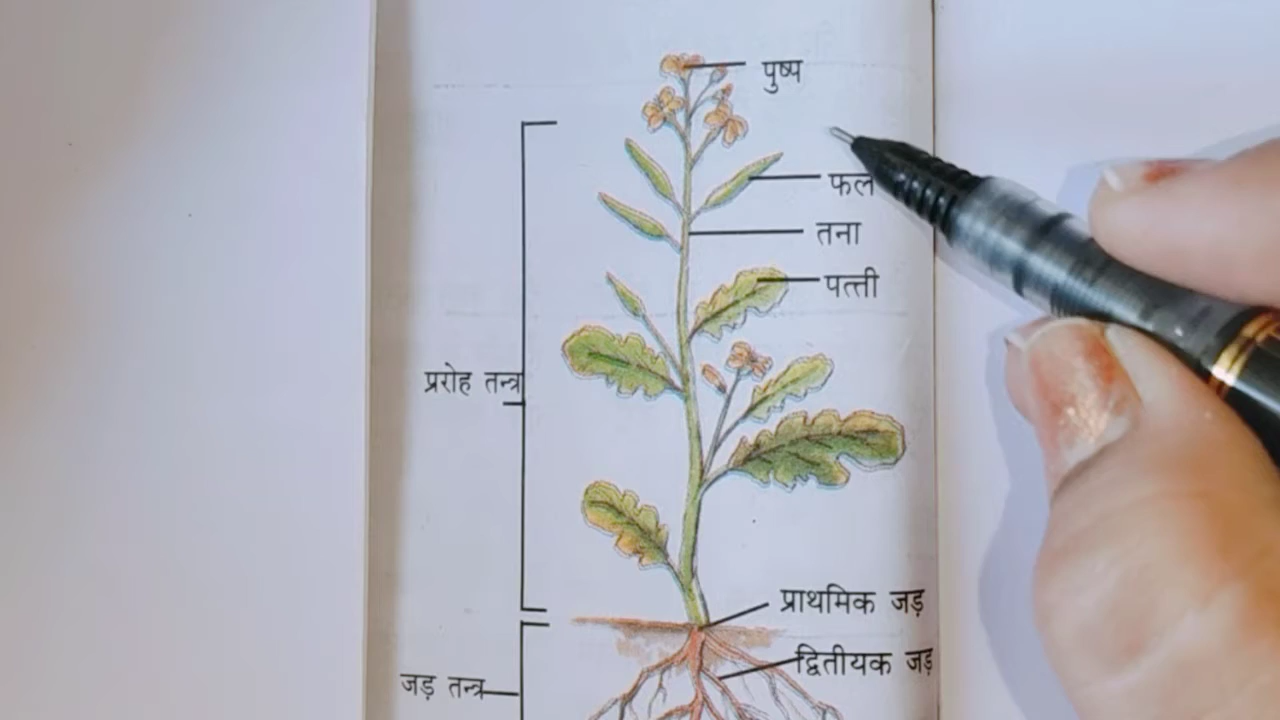 पुष्प
फल
तना
पत्ती
प्ररोह तन्त्र
प्राथमिक जड़
द्वितीयक जड़
जड़ तन्त्र